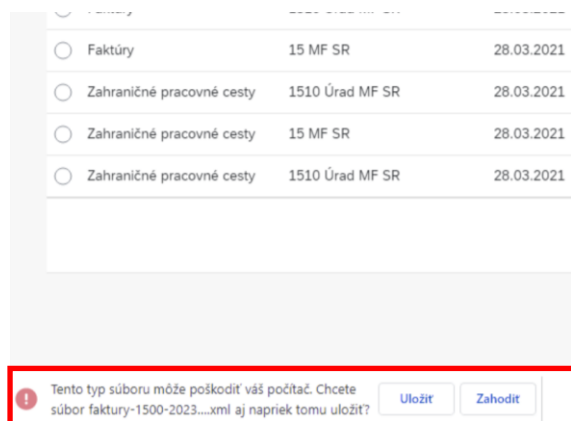 Faktúry 15 MF SR 28.03.2021
Zahraničné pracovné cesty 1510 Úrad MF SR 28.03.2021
Zahraničné pracovné cesty 15 MF SR 28.03.2021
Zahraničné pracovné cesty 1510 Úrad MF SR 28.03.2021
Tento typ súboru môže poškodiť váš počítač. Chcete
súbor faktury-1500-2023....xml aj napriek tomu uložiť?
Uložiť Zahodiť